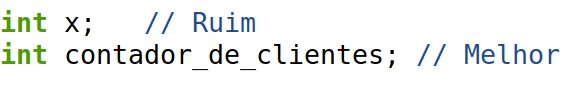 int x;   // Ruim
int contador_de_clientes; // Melhor